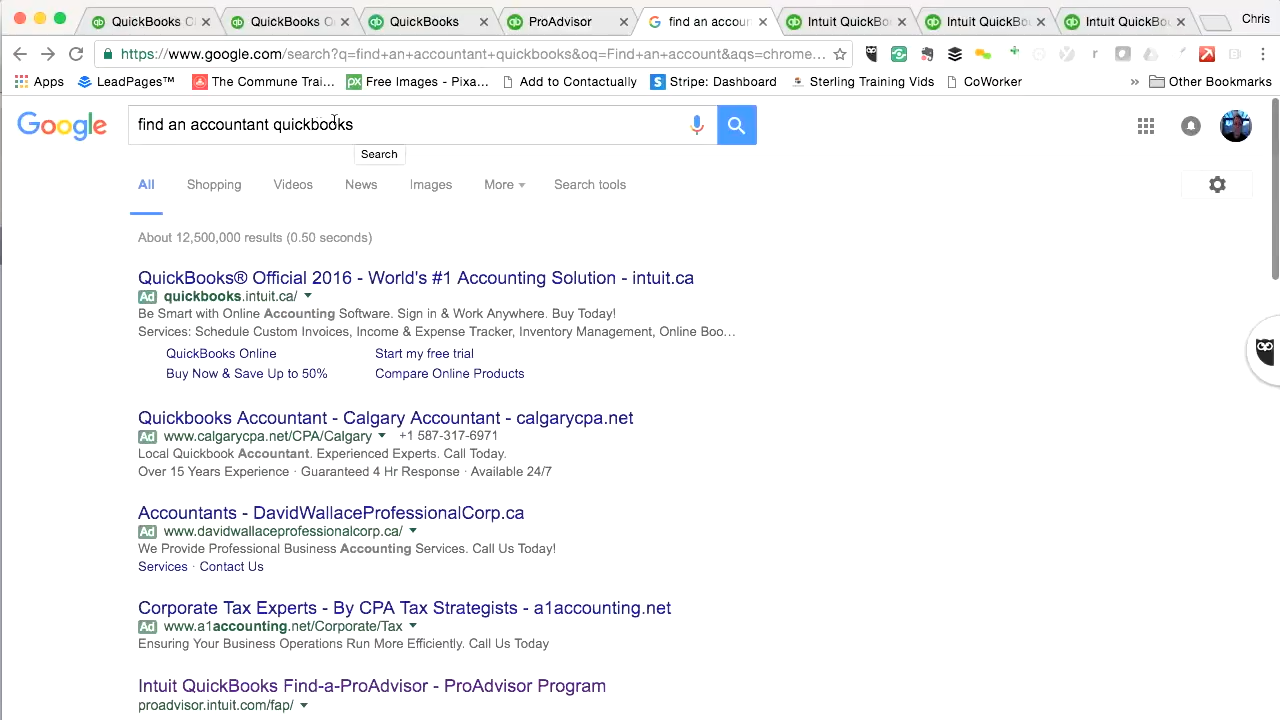 QuickBooks O
QuickBooks O
QuickBooks
ProAdvisor
find an accoun
Intuit QuickBo
Intuit QuickBo
Intuit QuickBo
Chris
https://www.google.com/search?q=find+an+accountant+quickbooks&oq=Find+an+account&aqs=chrome...
Apps
LeadPages™
The Commune Trai...
Free Images - Pixa...
Add to Contactually
Stripe: Dashboard
Sterling Training Vids
CoWorker
Other Bookmarks
Google
find an accountant quickbooks
Search
All
Shopping
Videos
News
Images
More
Search tools
About 12,500,000 results (0.50 seconds)
QuickBooks® Official 2016 - World's #1 Accounting Solution - intuit.ca
Ad quickbooks.intuit.ca/
Be Smart with Online Accounting Software. Sign in & Work Anywhere. Buy Today!
Services: Schedule Custom Invoices, Income & Expense Tracker, Inventory Management, Online Boo…
QuickBooks Online
Start my free trial
Buy Now & Save Up to 50%
Compare Online Products
Quickbooks Accountant - Calgary Accountant - calgarycpa.net
Ad www.calgarycpa.net/CPA/Calgary +1 587-317-6971
Local Quickbook Accountant. Experienced Experts. Call Today.
Over 15 Years Experience · Guaranteed 4 Hr Response · Available 24/7
Accountants - DavidWallaceProfessionalCorp.ca
Ad www.davidwallaceprofessionalcorp.ca/
We Provide Professional Business Accounting Services. Call Us Today!
Services · Contact Us
Corporate Tax Experts - By CPA Tax Strategists - a1accounting.net
Ad www.a1accounting.net/Corporate/Tax
Ensuring Your Business Operations Run More Efficiently. Call Us Today
Intuit QuickBooks Find-a-ProAdvisor - ProAdvisor Program
proadvisor.intuit.com/fap/